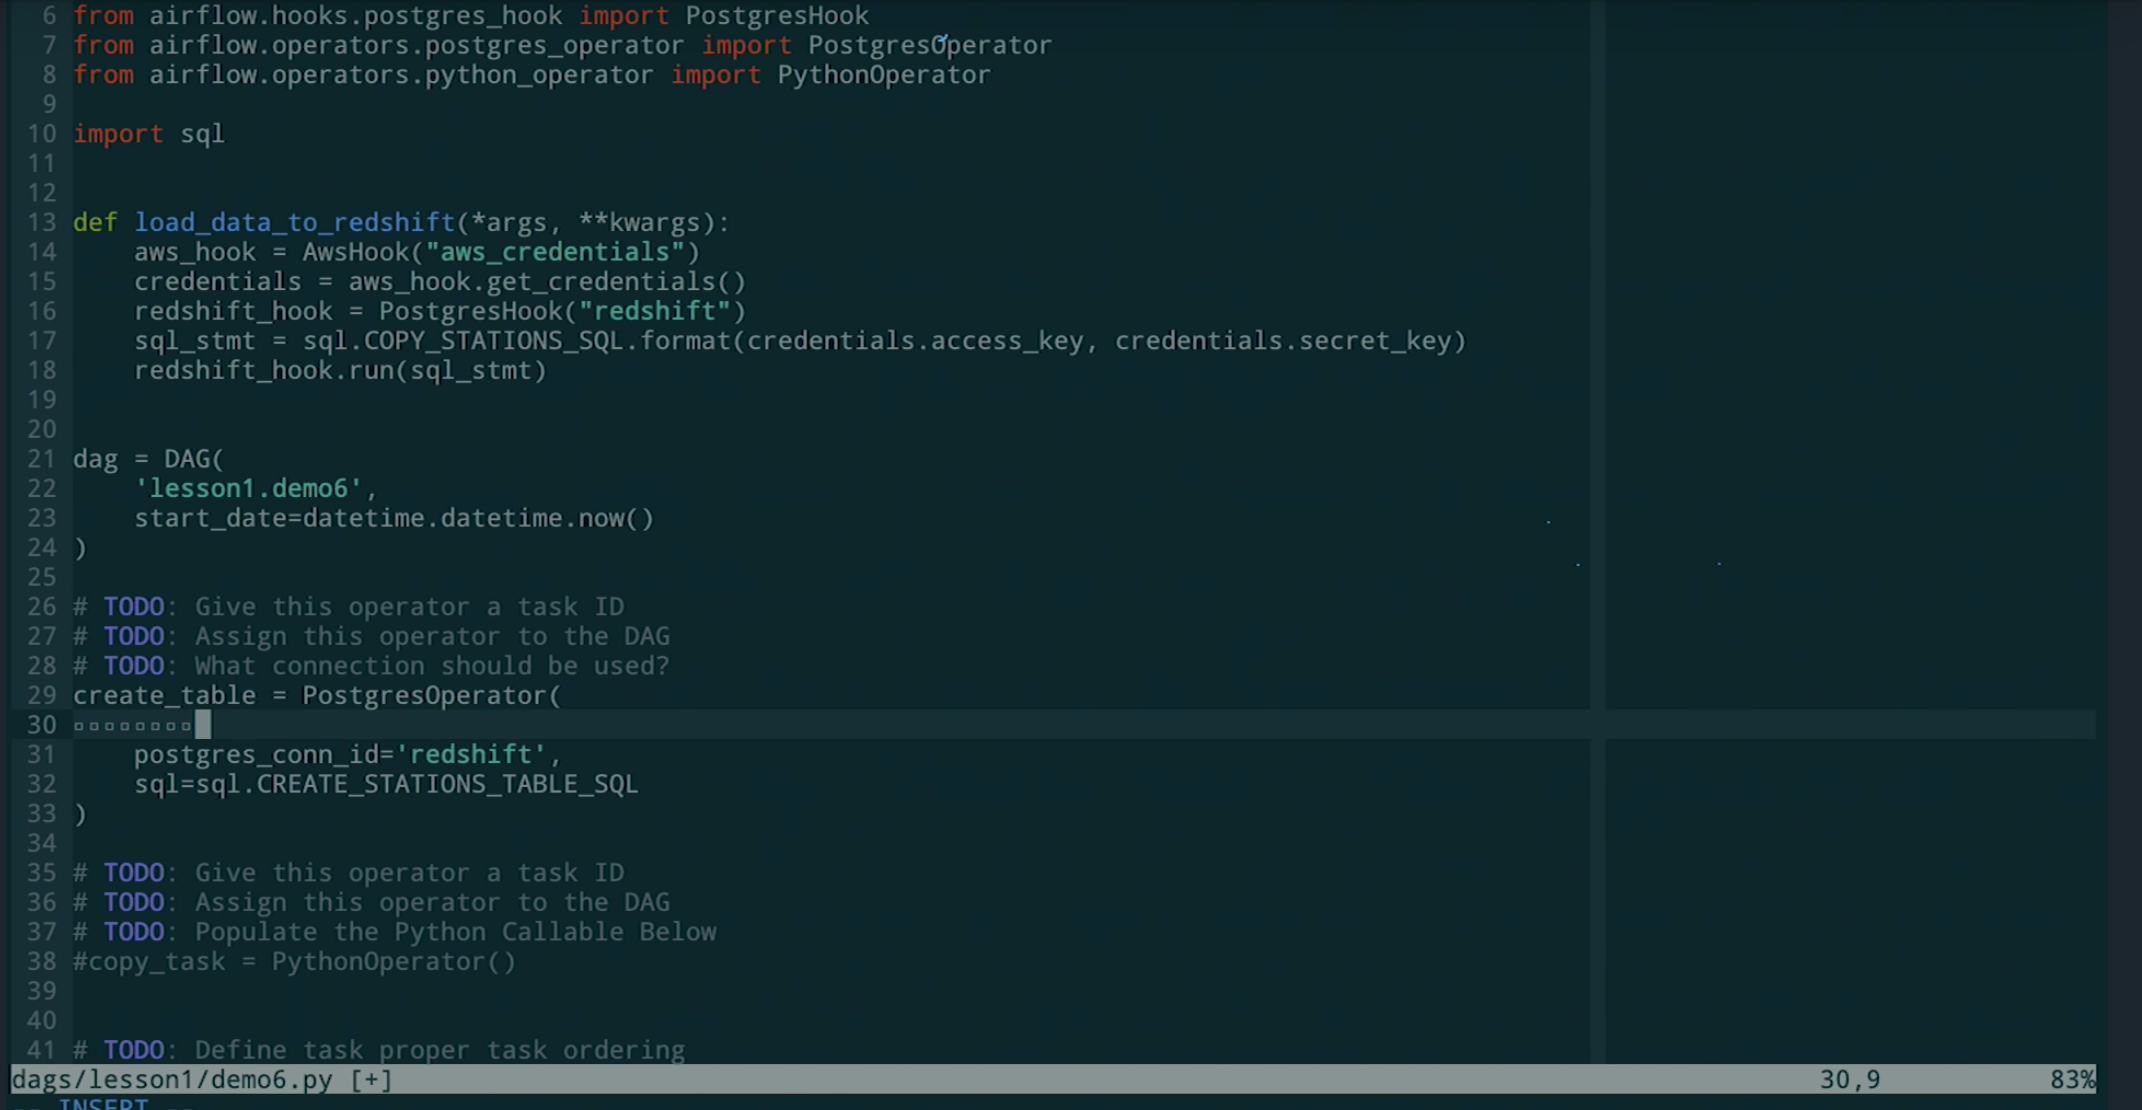 6 from airflow.hooks.postgres_hook import PostgresHook
7 from airflow.operators.postgres_operator import PostgresOperator
8 from airflow.operators.python_operator import PythonOperator
9
10 import sql
11
12
13 def load_data_to_redshift(*args, **kwargs):
14     aws_hook = AwsHook("aws_credentials")
15     credentials = aws_hook.get_credentials()
16     redshift_hook = PostgresHook("redshift")
17     sql_stmt = sql.COPY_STATIONS_SQL.format(credentials.access_key, credentials.secret_key)
18     redshift_hook.run(sql_stmt)
19
20
21 dag = DAG(
22     'lesson1.demo6',
23     start_date=datetime.datetime.now()
24 )
25
26 # TODO: Give this operator a task ID
27 # TODO: Assign this operator to the DAG
28 # TODO: What connection should be used?
29 create_table = PostgresOperator(
30
31     postgres_conn_id='redshift',
32     sql=sql.CREATE_STATIONS_TABLE_SQL
33 )
34
35 # TODO: Give this operator a task ID
36 # TODO: Assign this operator to the DAG
37 # TODO: Populate the Python Callable Below
38 #copy_task = PythonOperator()
39
40
41 # TODO: Define task proper task ordering
dags/lesson1/demo6.py [+] 30,9 83%
-- INSERT --